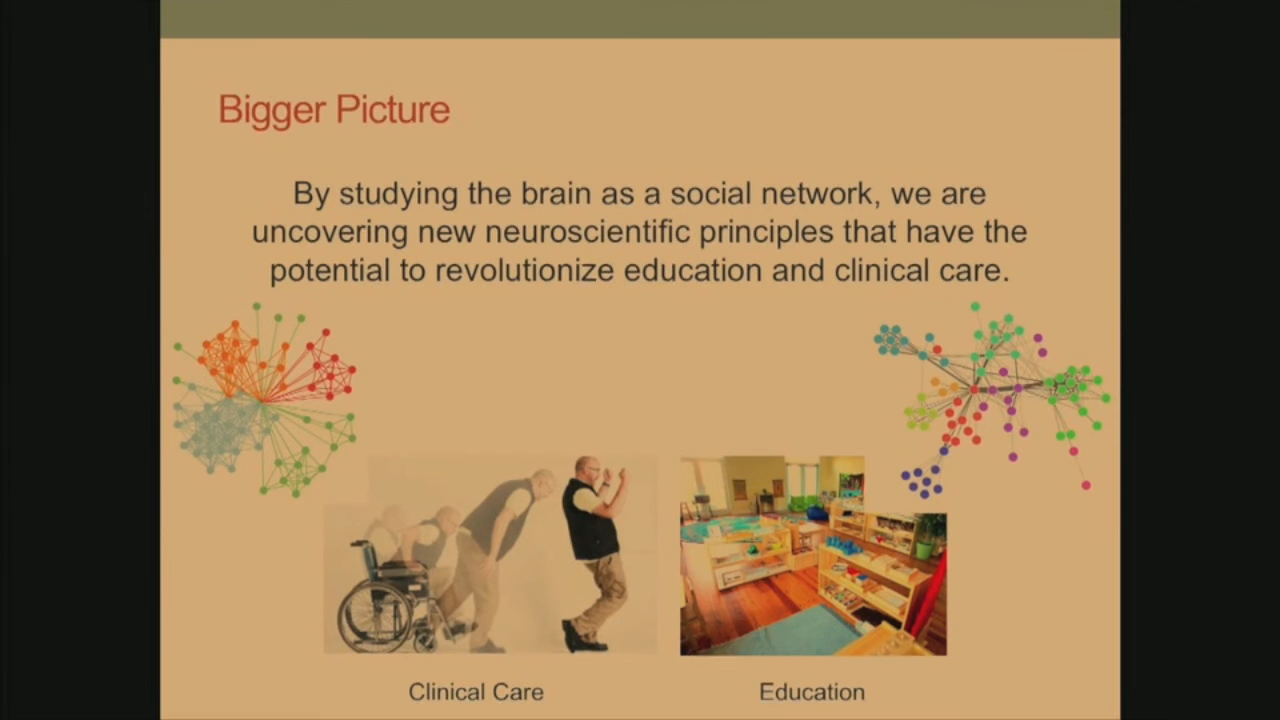 Bigger Picture
By studying the brain as a social network, we are
uncovering new neuroscientific principles that have the
potential to revolutionize education and clinical care.
Clinical Care
Education